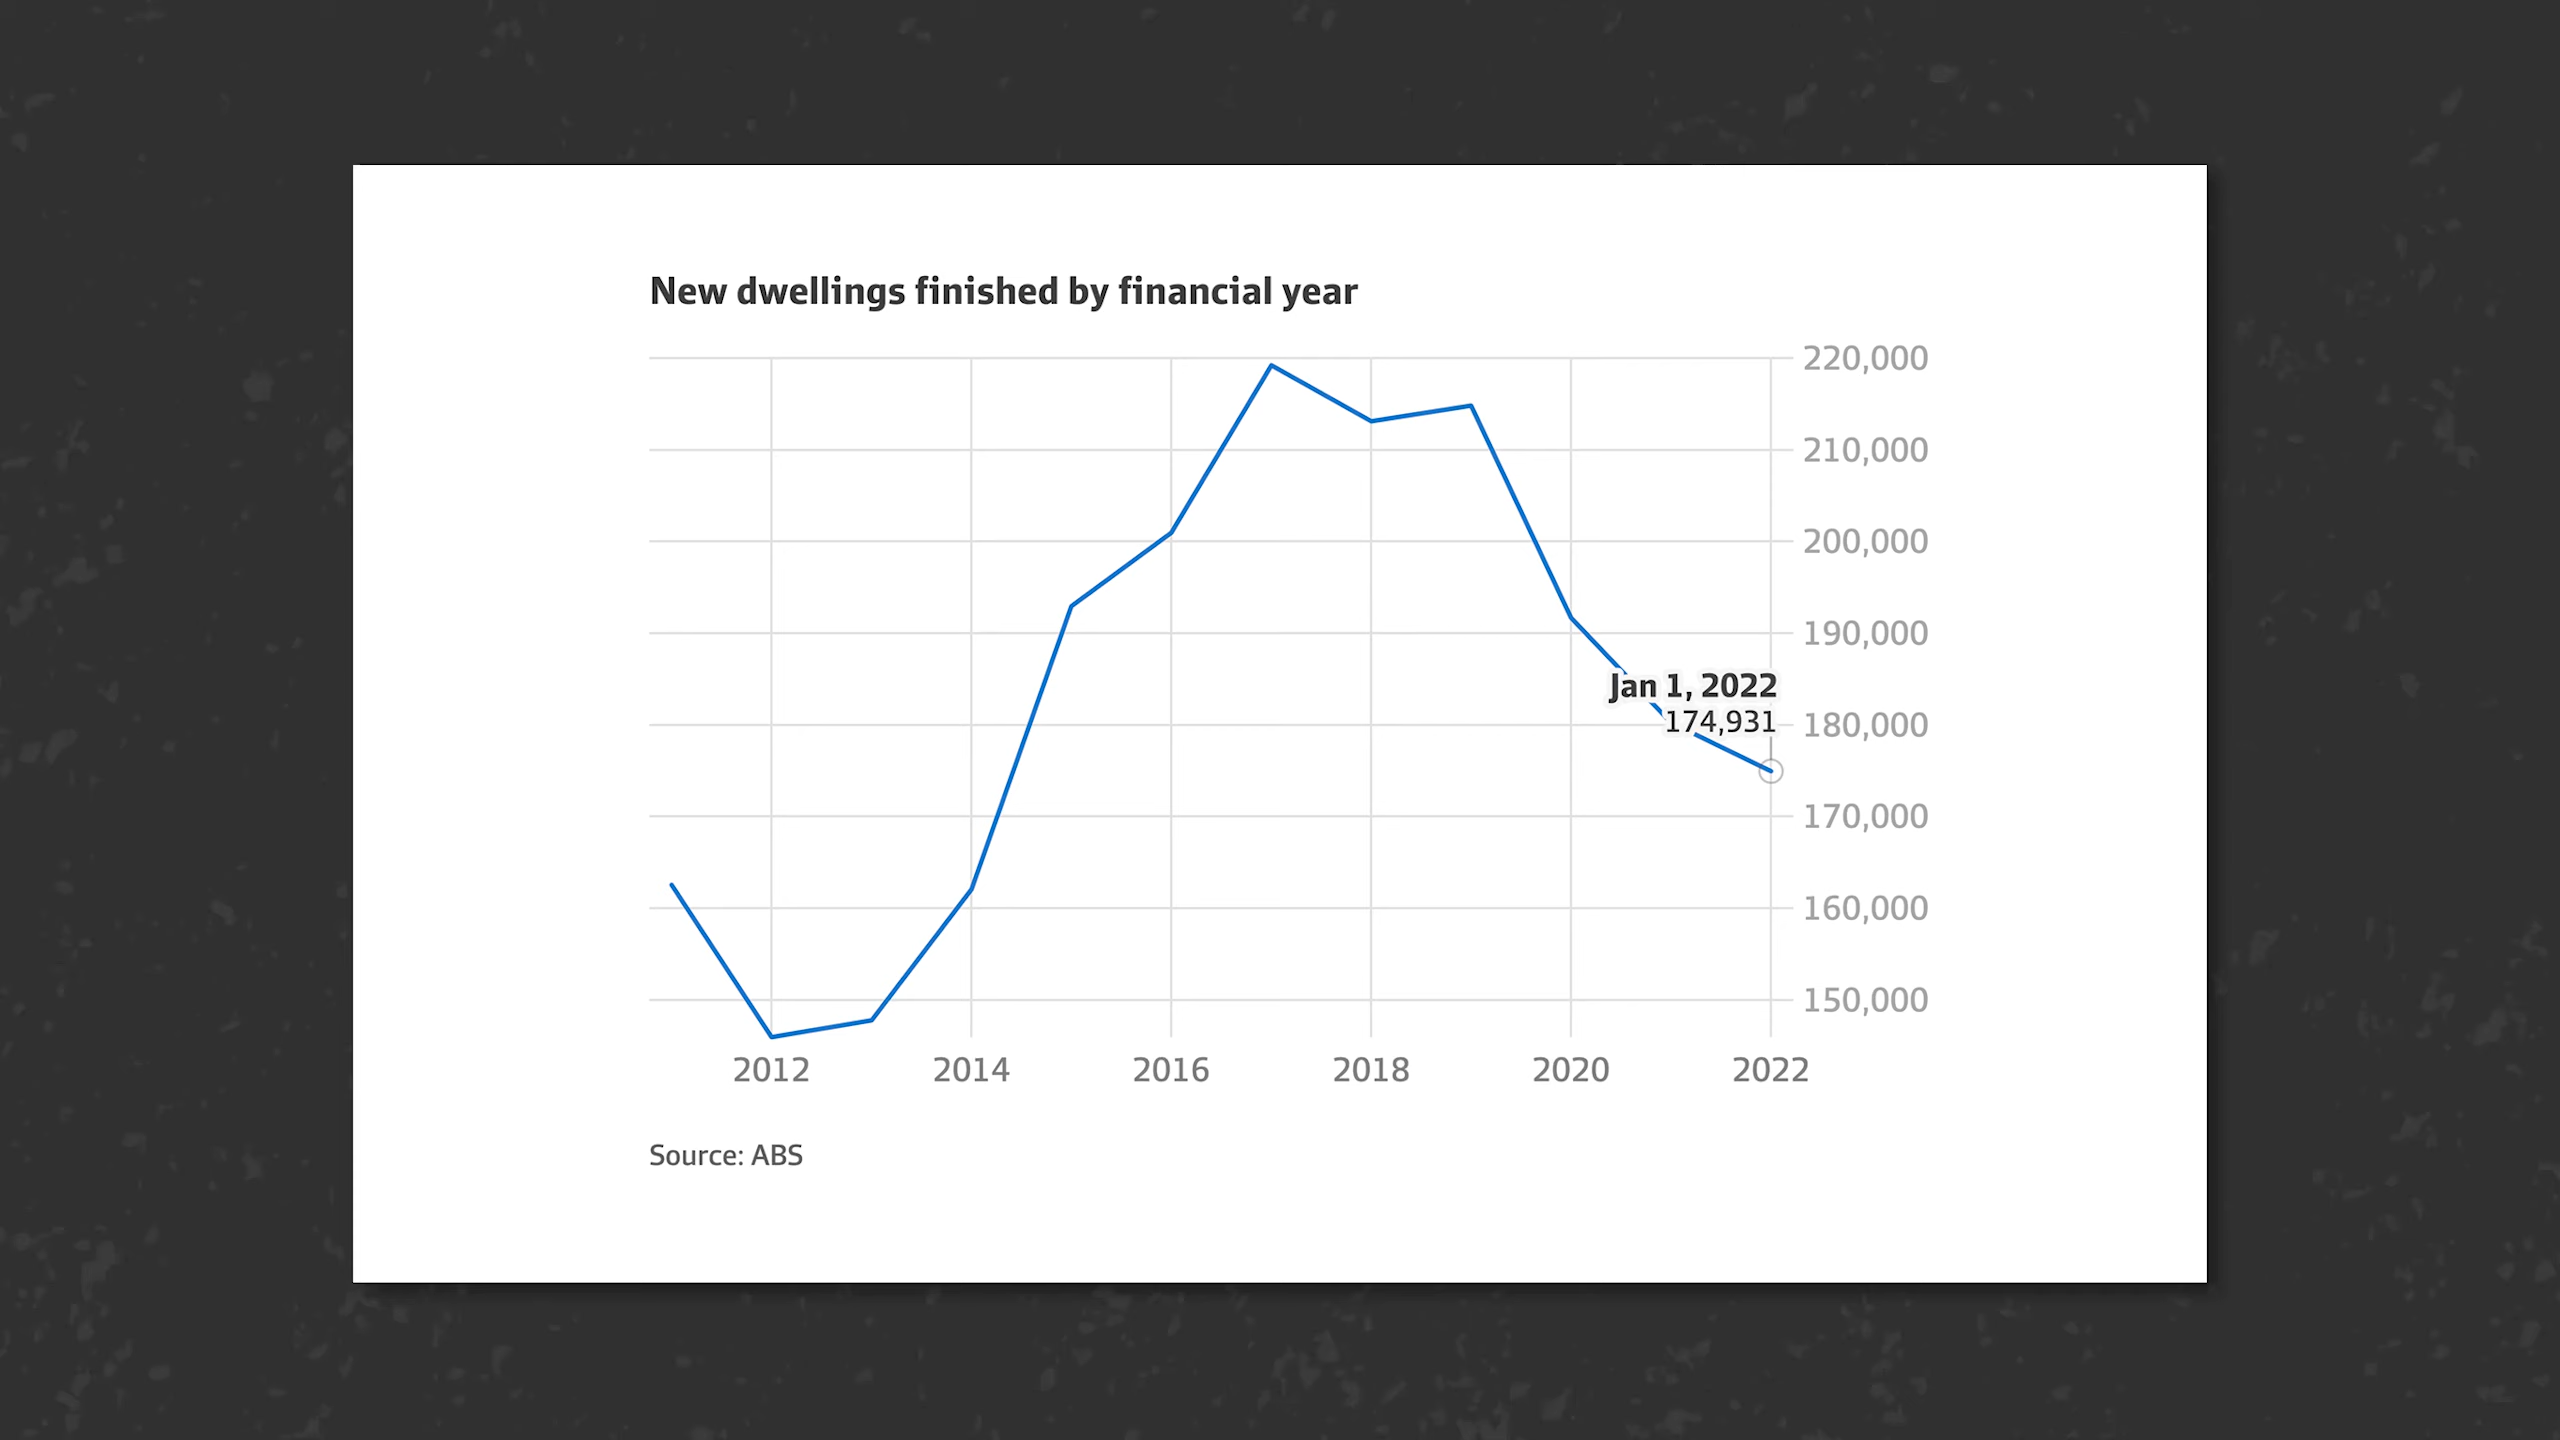 New dwellings finished by financial year
220,000
210,000
200,000
190,000
Jan 1, 2022
174,931
180,000
170,000
160,000
150,000
2012 2014 2016 2018 2020 2022
Source: ABS